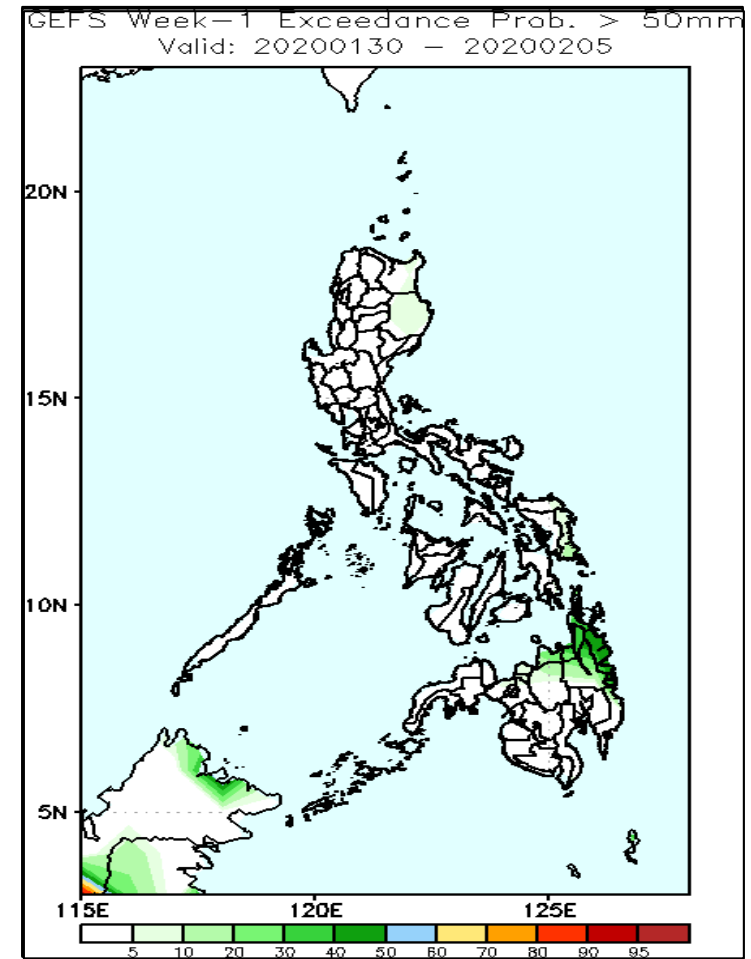 GEFS Week-1 Exceedance Prob. > 50mm
Valid: 20200130 - 20200205
20N
15N
10N
5N
115E 120E 125E
5 10 20 30 40 50 60 70 80 90 95